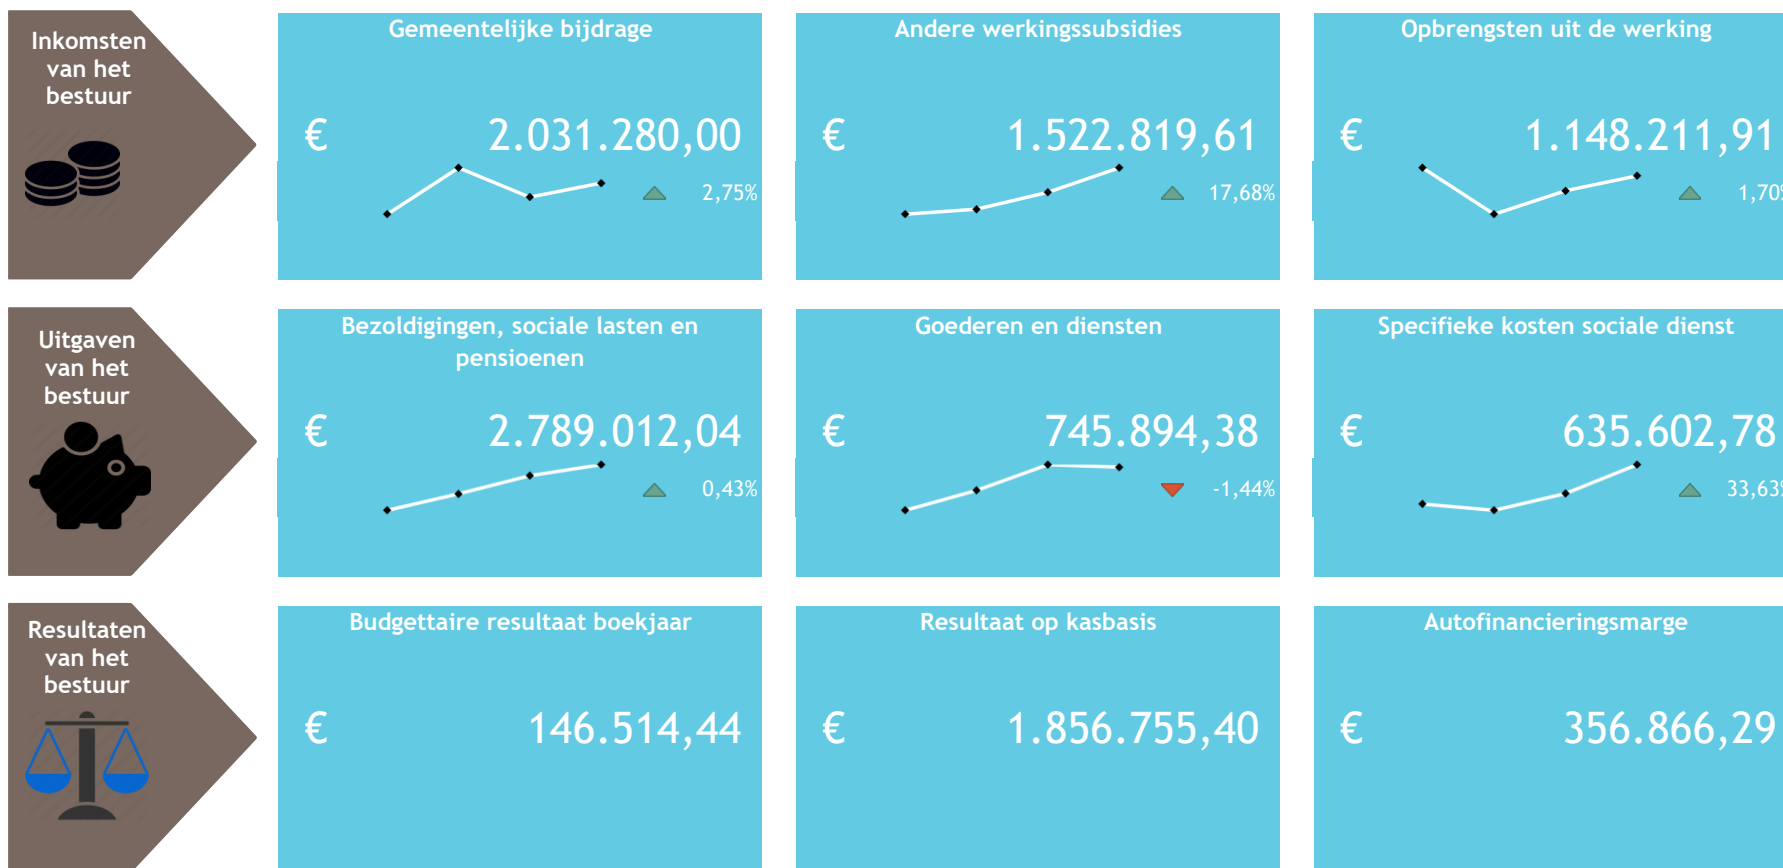 Inkomsten
van het
bestuur
Gemeentelijke bijdrage
€ 2.031.280,00
2,75%
Andere werkingssubsidies
€ 1.522.819,61
17,68%
Opbrengsten uit de werking
€ 1.148.211,91
1,70%
Uitgaven
van het
bestuur
Bezoldigingen, sociale lasten en
pensioenen
€ 2.789.012,04
0,43%
Goederen en diensten
€ 745.894,38
-1,44%
Specifieke kosten sociale dienst
€ 635.602,78
33,63%
Resultaten
van het
bestuur
Budgettaire resultaat boekjaar
€ 146.514,44
Resultaat op kasbasis
€ 1.856.755,40
Autofinancieringsmarge
€ 356.866,29